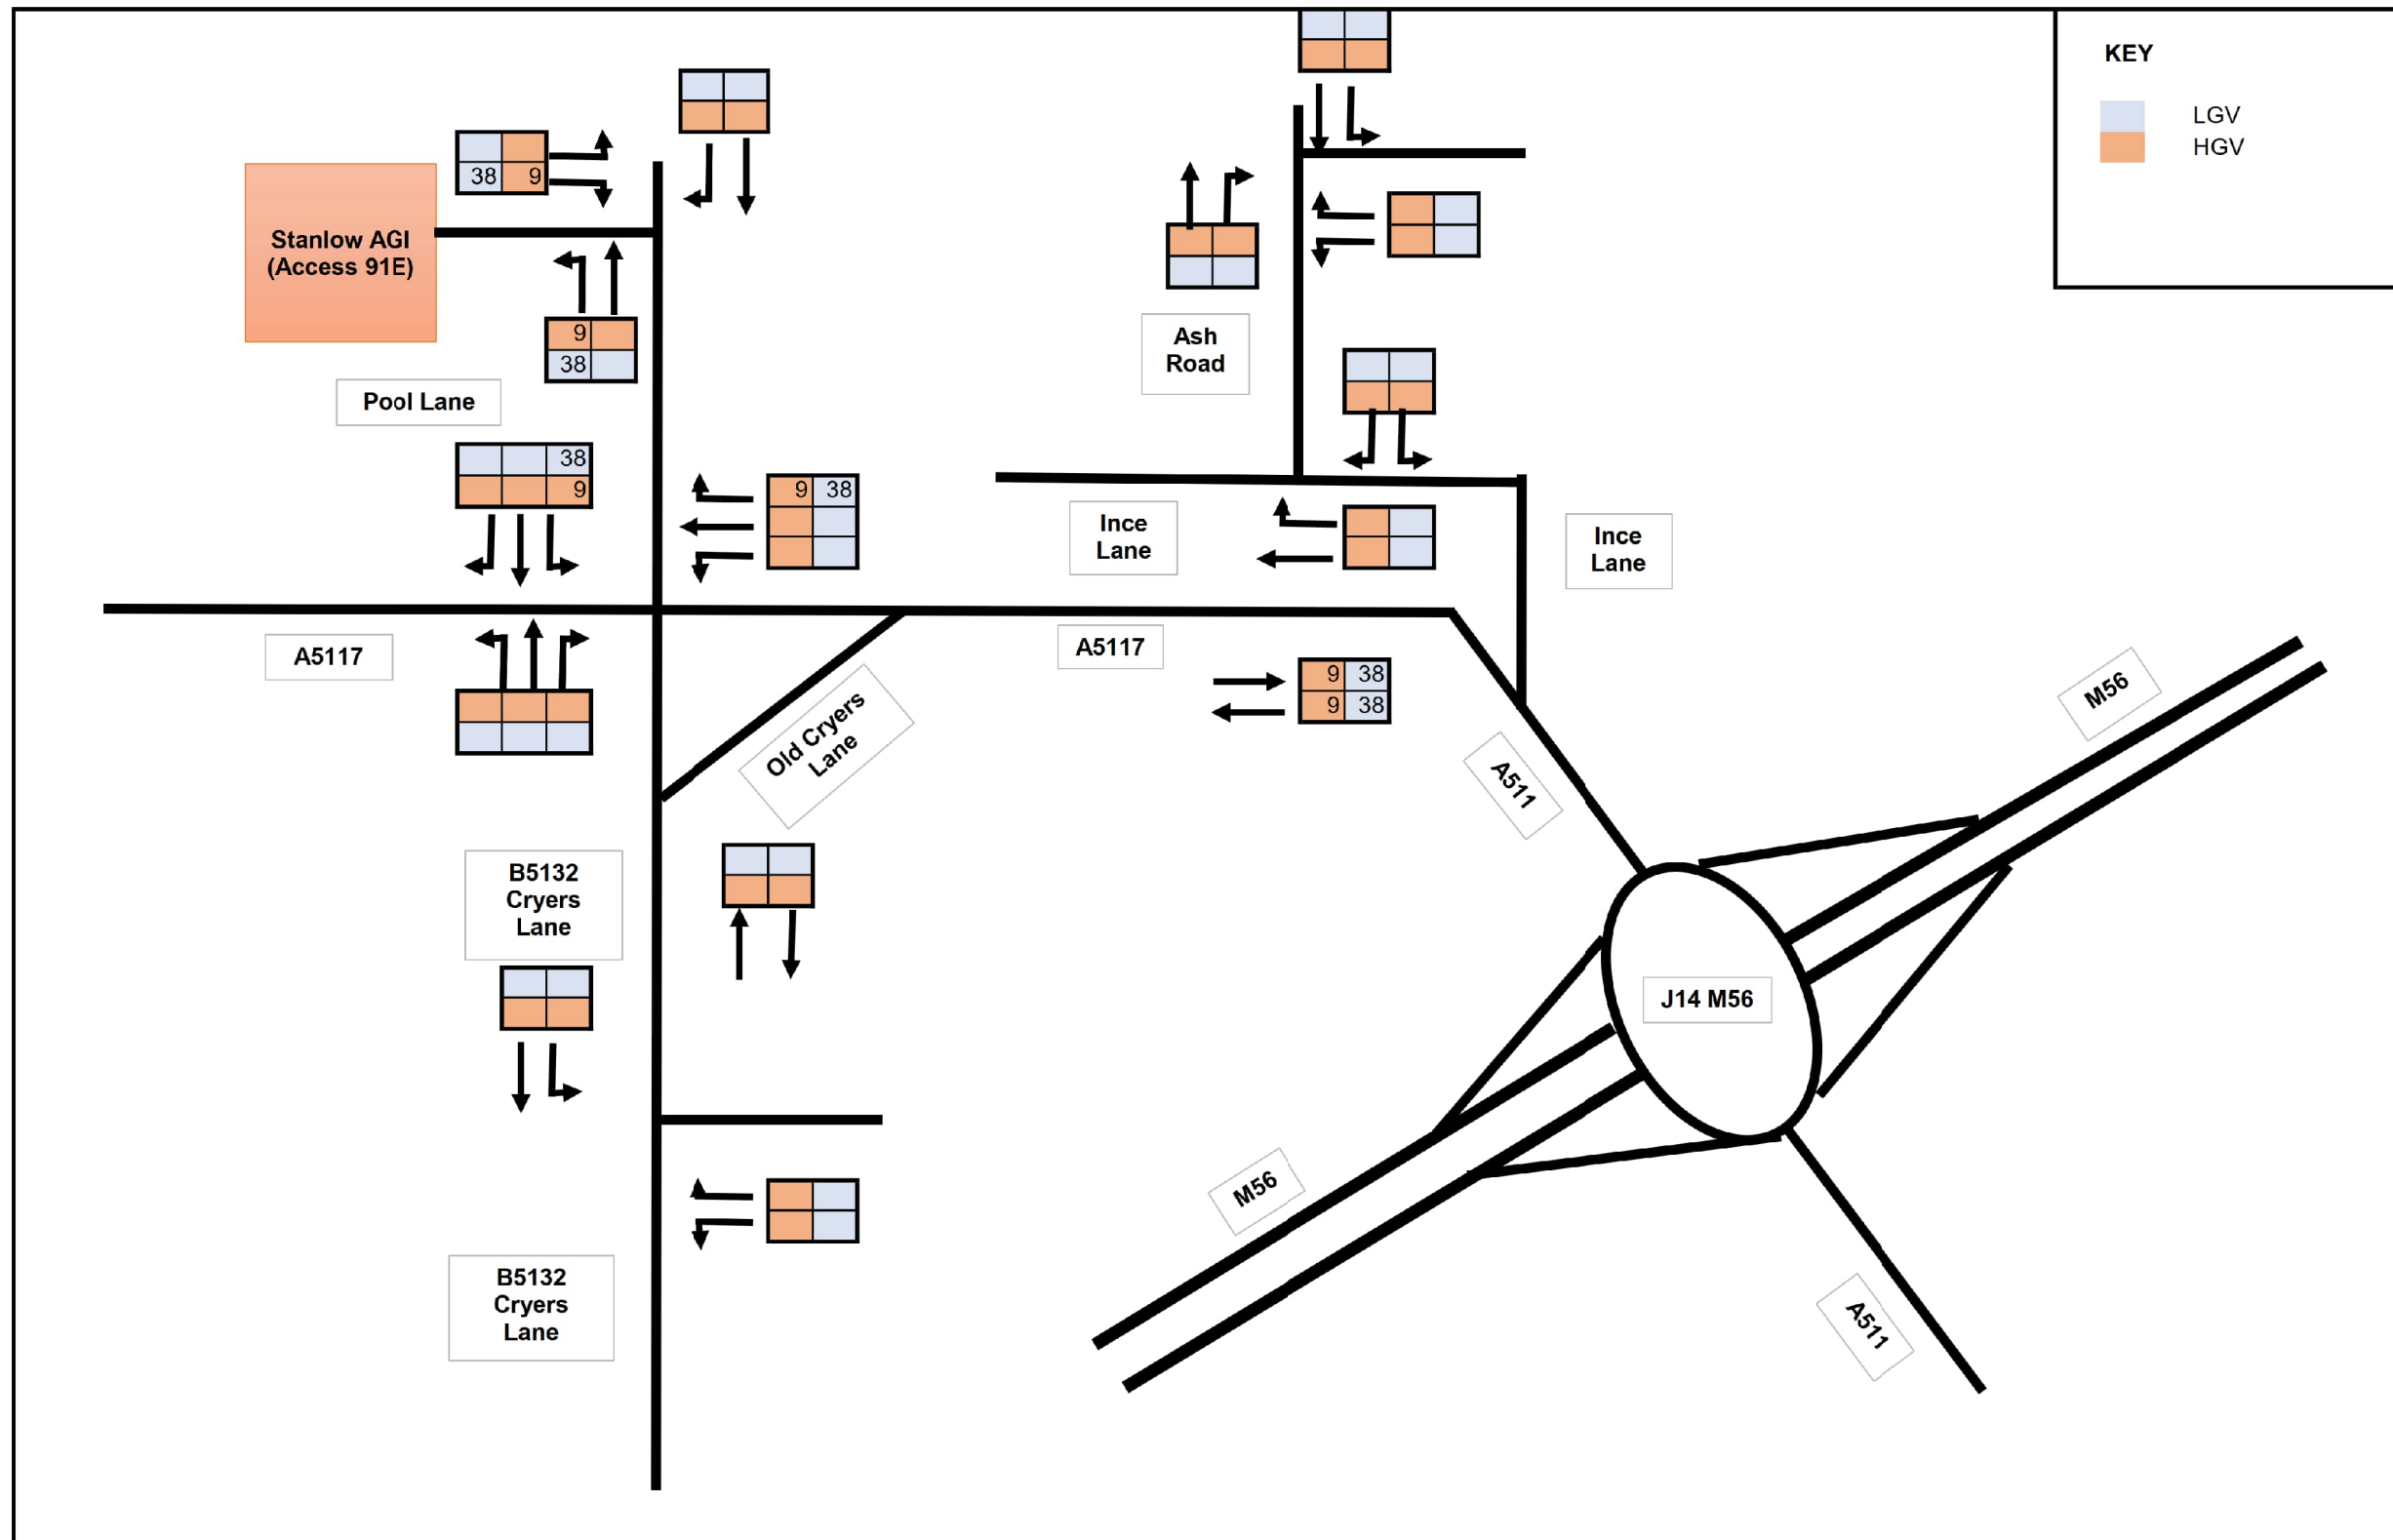 KEY
LGV
HGV
38 9
Stanlow AGI
(Access 91E)
9
38
Pool Lane
Ash
Road
38
9
9 38
Ince
Lane
Ince
Lane
A5117
A5117
9 38
9 38
Old Cryers
Lane
M56
A511
B5132
Cryers
Lane
J14 M56
M56
B5132
Cryers
Lane
A511